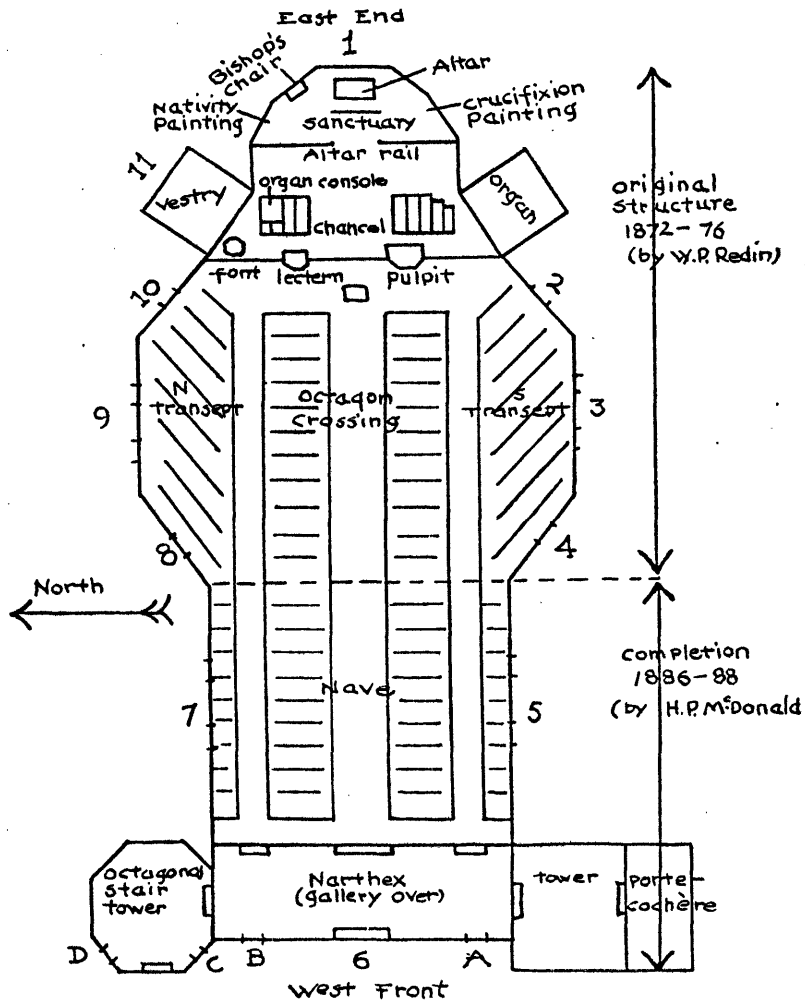 East End
1
Bishop's
Chair
Altar
Nativity
Painting
Crucifixion
Painting
Sanctuary
Altar rail
11
Vestry
organ console
organ
chancel
font
lectern
pulpit
original
structure
1872-76
(by W.P. Redin)
10
2
N
transept
Octagon
Crossing
S
transept
9
3
8
4
North
completion
1886-88
(by H.P. McDonald
Nave
7
5
octagonal
stair
tower
Narthex
(gallery over)
tower
porte-
cochère
D
C
B
6
A
West Front